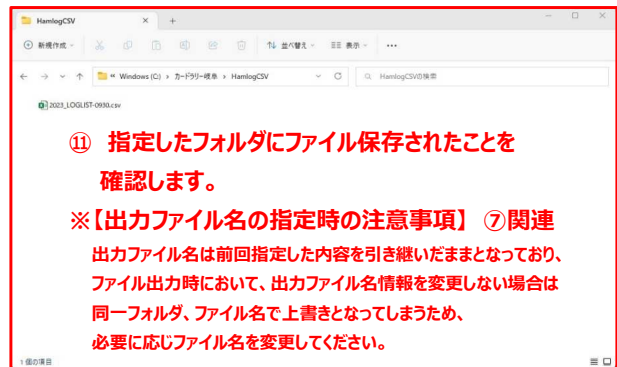 HamlogCSV
新規作成
並べ替え
表示
Windows (C:) › カードラリー岐阜 › HamlogCSV
HamlogCSVの検索
2023_LOGLIST-0930.csv
⑪ 指定したフォルダにファイル保存されたことを
確認します。
※【出力ファイル名の指定時の注意事項】 ⑦関連
出力ファイル名は前回指定した内容を引き継いだままとなっており、
ファイル出力時において、出力ファイル名情報を変更しない場合は
同一フォルダ、ファイル名で上書きとなってしまうため、
必要に応じファイル名を変更してください。
1 個の項目